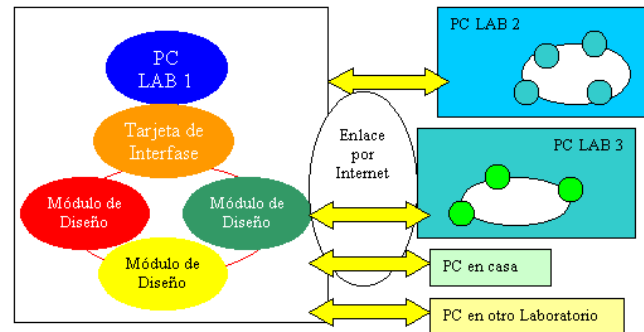 PC
LAB 1
Tarjeta de
Interfase
Módulo de
Diseño
Módulo de
Diseño
Módulo de
Diseño
Enlace
por
Internet
PC LAB 2
PC LAB 3
PC en casa
PC en otro Laboratorio